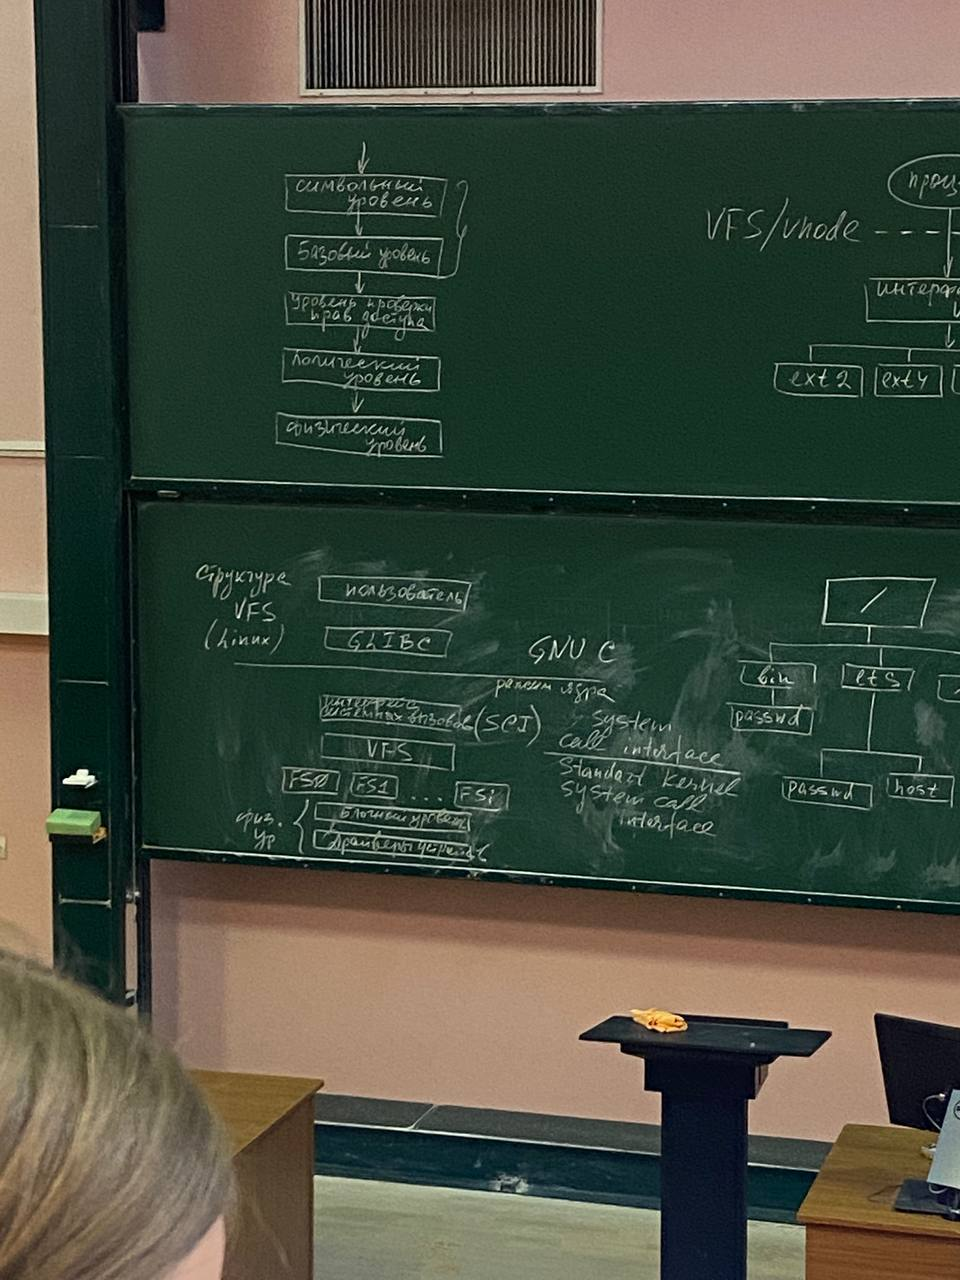 символьный
уровень
Базовый уровень
уровень проверки
прав доступа
логический
уровень
физический
уровень
VFS/vnode
проц
интерф
ext2
ext4
Структура
VFS
(Linux)
пользователь
GLIBC
GNU C
режим ядра
интерфейс
системных вызовов (SCI)
VFS
FS0
FS1
....
FSi
физ.
ур
Блочный уровень
Драйверы устройств
system
call interface
Standart kernel
system call
interface
/
bin
etc
passwd
passwd
host